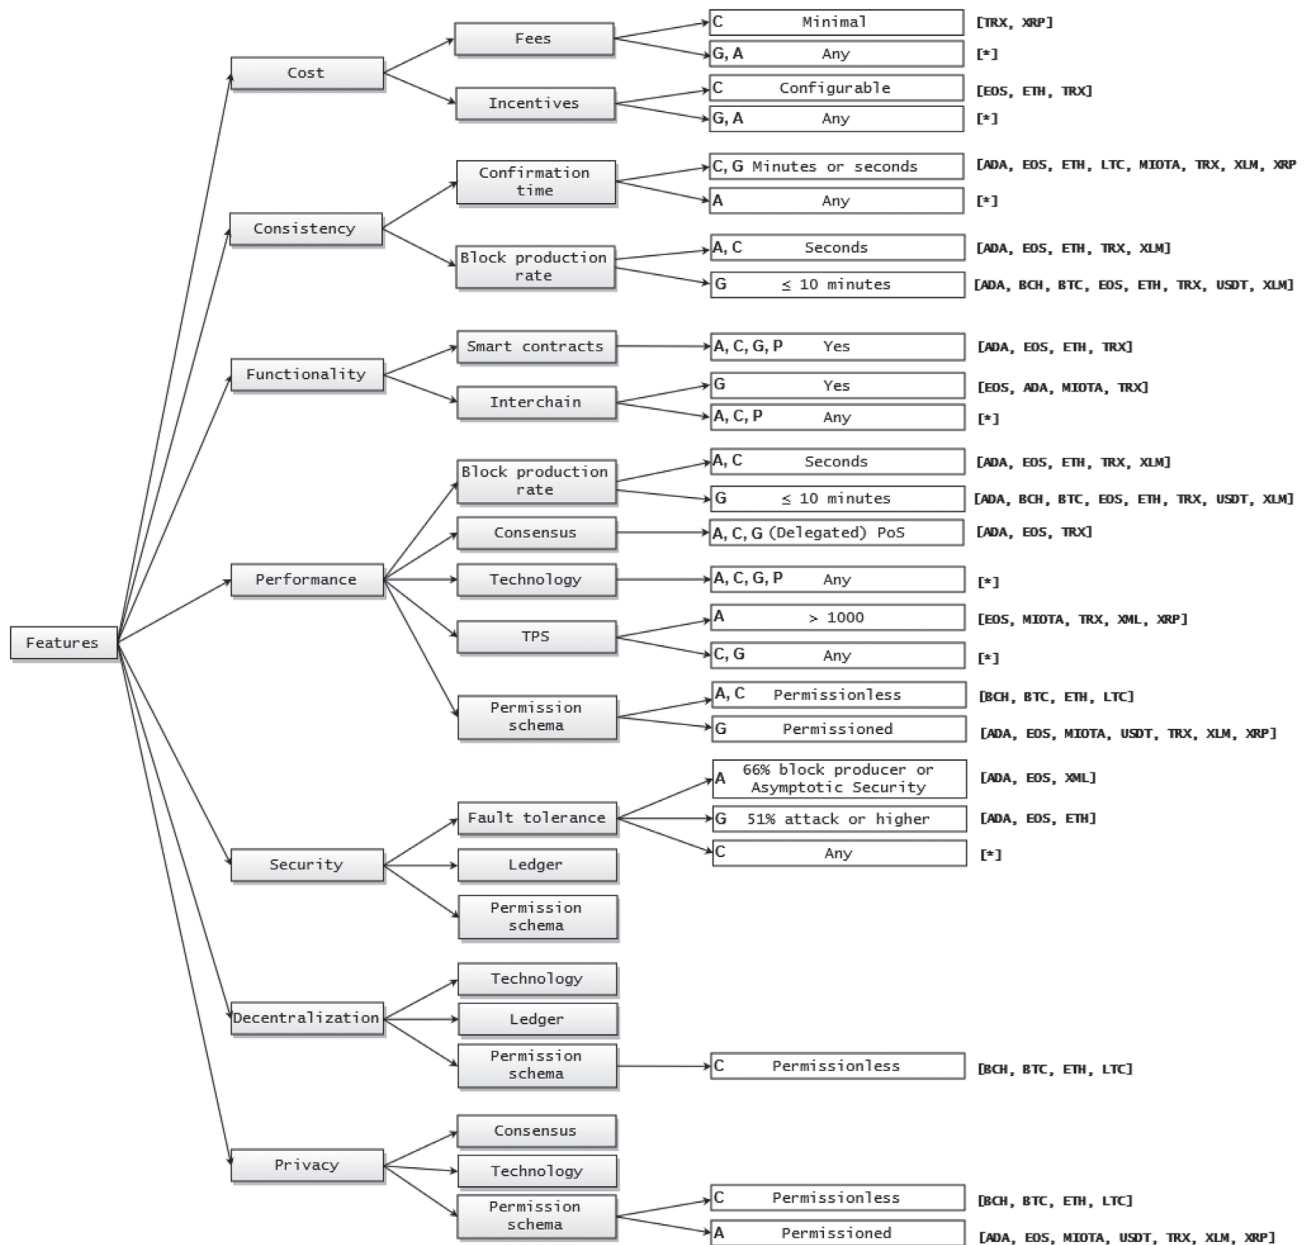 Features
Cost
Fees
C Minimal [TRX, XRP]
G, A Any [*]
Incentives
C Configurable [EOS, ETH, TRX]
G, A Any [*]
Consistency
Confirmation
time
C, G Minutes or seconds [ADA, EOS, ETH, LTC, MIOTA, TRX, XLM, XRP
A Any [*]
Block production
rate
A, C Seconds [ADA, EOS, ETH, TRX, XLM]
G ≤ 10 minutes [ADA, BCH, BTC, EOS, ETH, TRX, USDT, XLM]
Functionality
Smart contracts
A, C, G, P Yes [ADA, EOS, ETH, TRX]
Interchain
G Yes [EOS, ADA, MIOTA, TRX]
A, C, P Any [*]
Performance
Block production
rate
A, C Seconds [ADA, EOS, ETH, TRX, XLM]
G ≤ 10 minutes [ADA, BCH, BTC, EOS, ETH, TRX, USDT, XLM]
Consensus
A, C, G (Delegated) PoS [ADA, EOS, TRX]
Technology
A, C, G, P Any [*]
TPS
A > 1000 [EOS, MIOTA, TRX, XML, XRP]
C, G Any [*]
Permission
schema
A, C Permissionless [BCH, BTC, ETH, LTC]
G Permissioned [ADA, EOS, MIOTA, USDT, TRX, XLM, XRP]
Security
Fault tolerance
A 66% block producer or
Asymptotic Security [ADA, EOS, XML]
G 51% attack or higher [ADA, EOS, ETH]
C Any [*]
Ledger
Permission
schema
Decentralization
Technology
Ledger
Permission
schema
C Permissionless [BCH, BTC, ETH, LTC]
Privacy
Consensus
Technology
Permission
schema
C Permissionless [BCH, BTC, ETH, LTC]
A Permissioned [ADA, EOS, MIOTA, USDT, TRX, XLM, XRP]